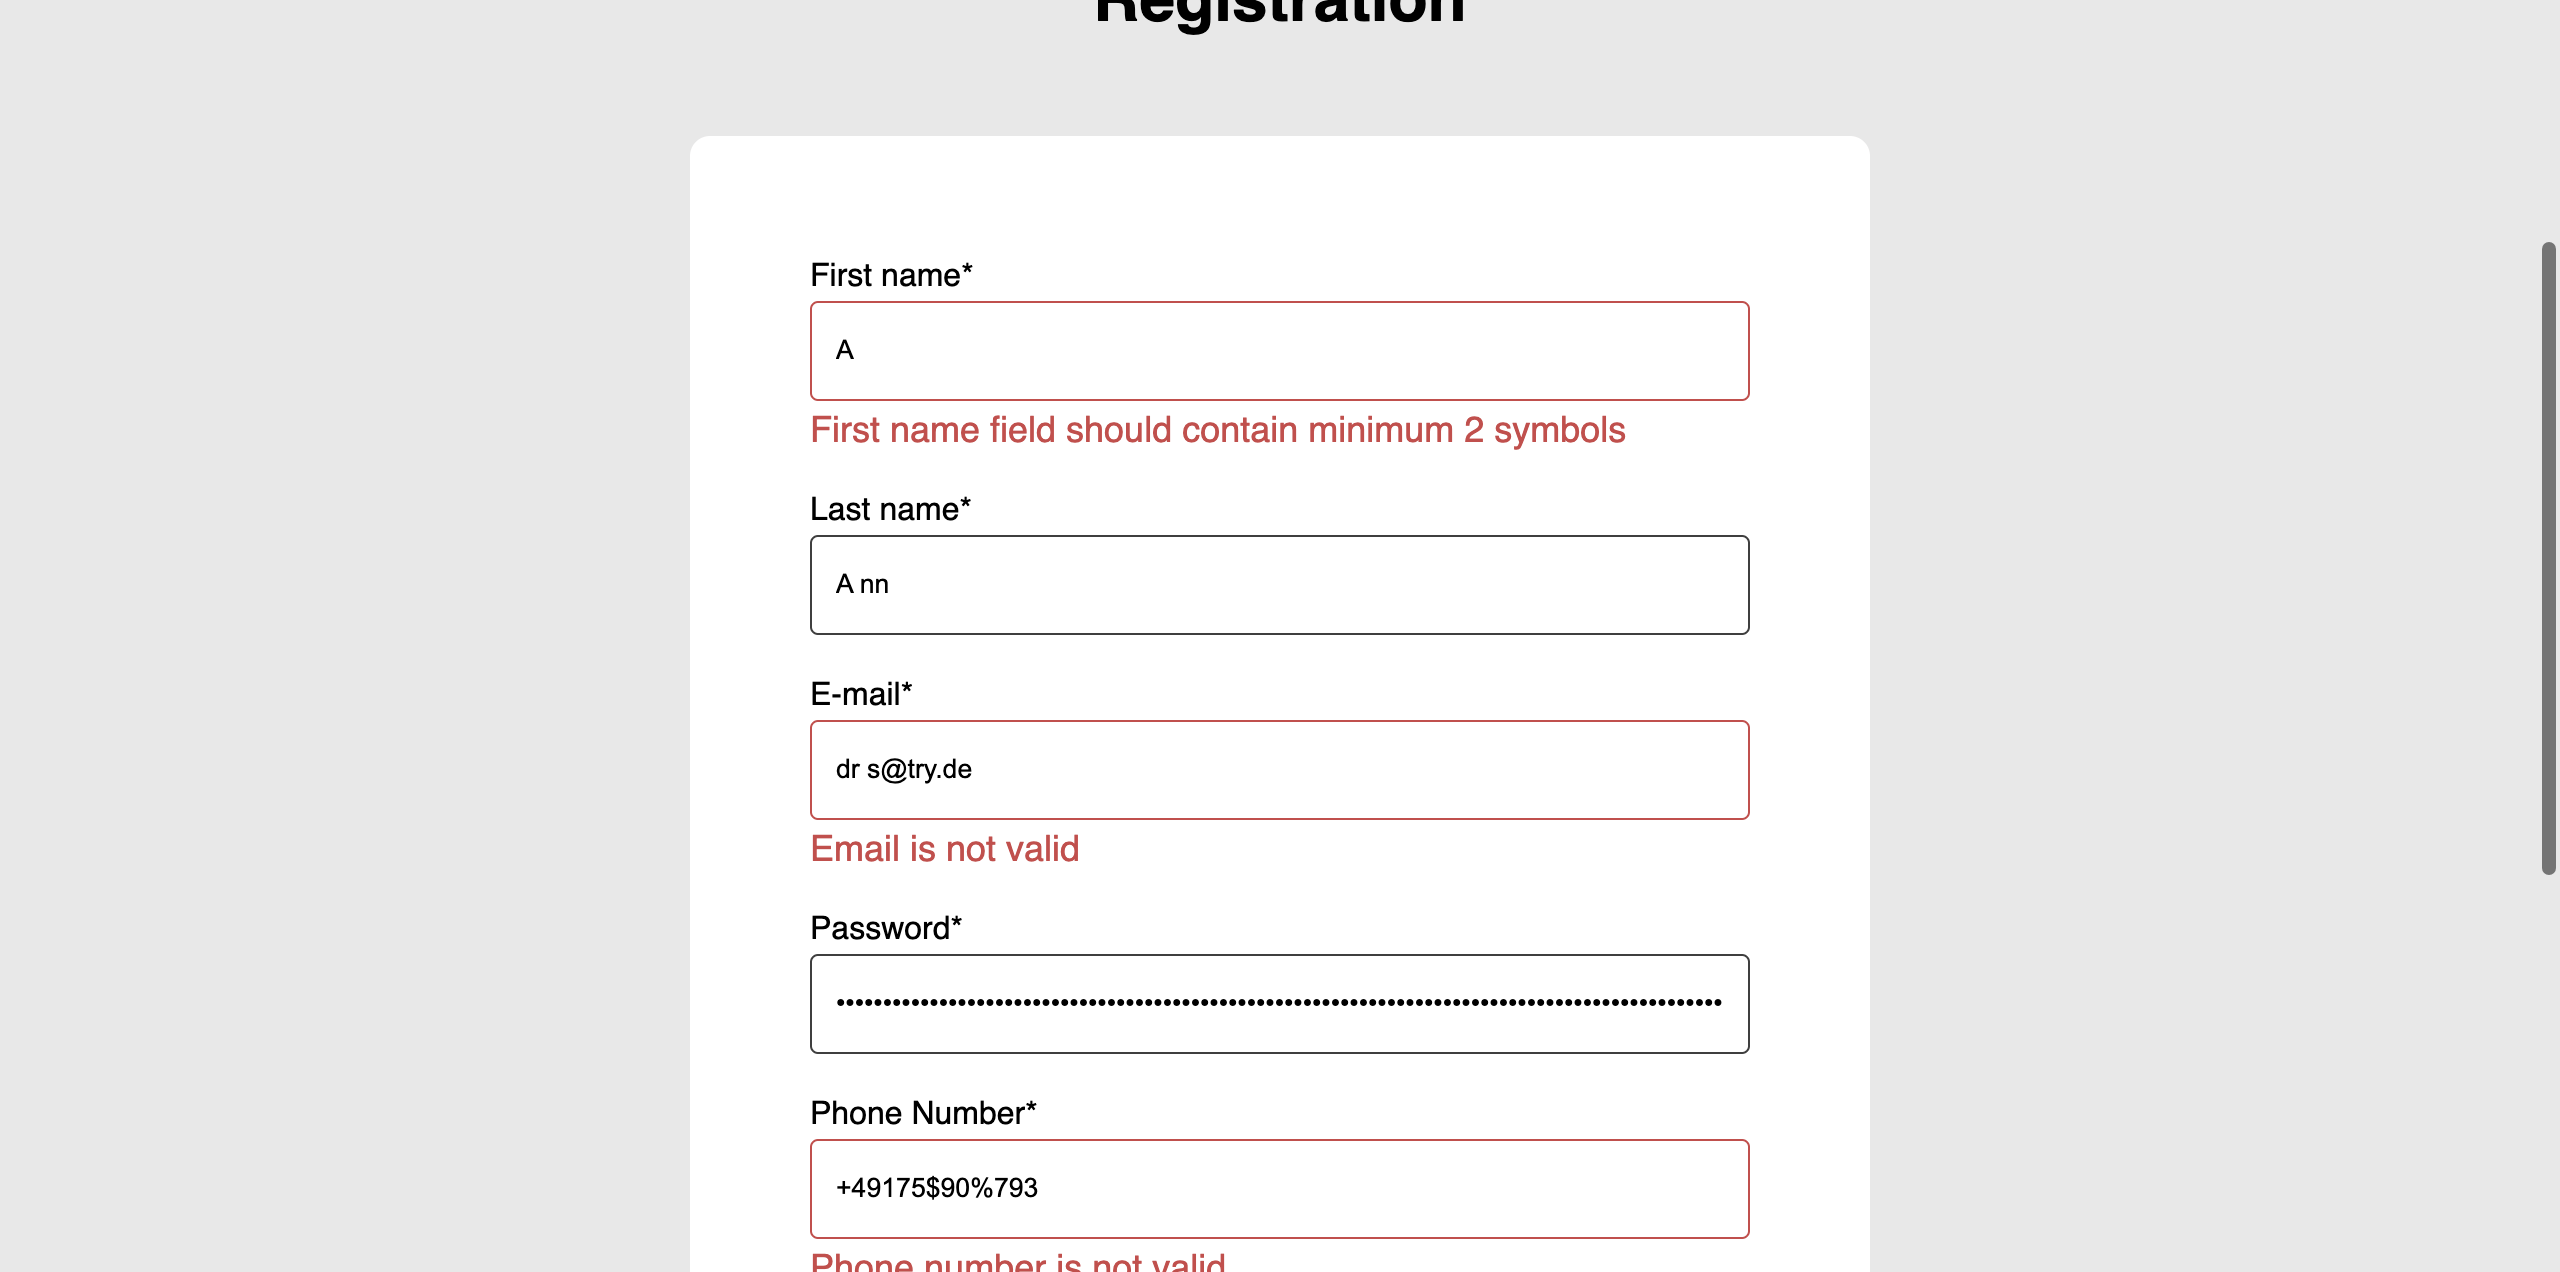 Registration
First name*
A
First name field should contain minimum 2 symbols
Last name*
A nn
E-mail*
dr s@try.de
Email is not valid
Password*
Phone Number*
+49175$90%793
Phone number is not valid